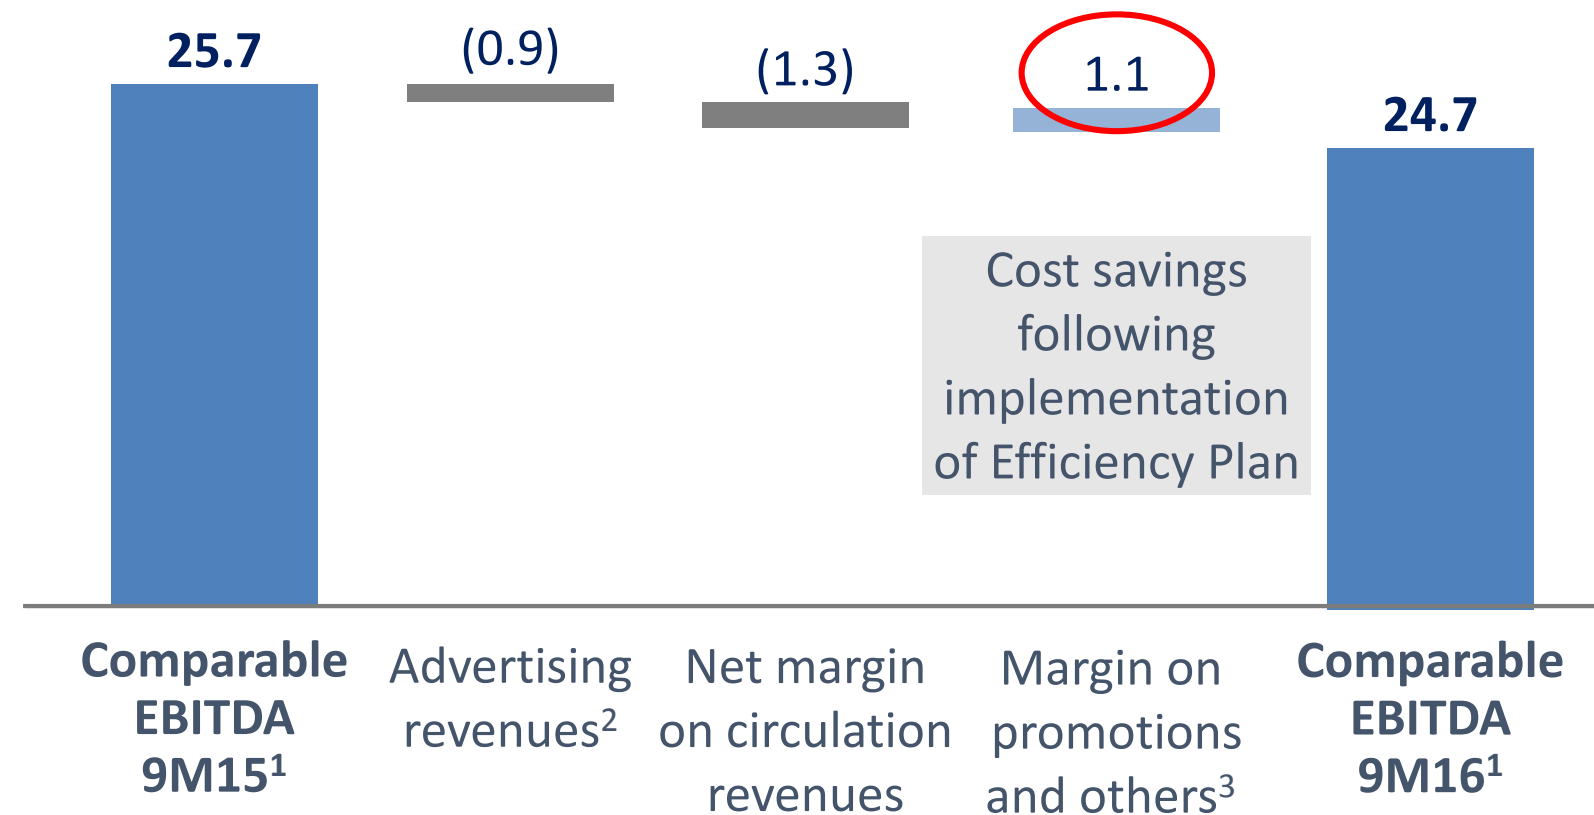 25.7
(0.9)
(1.3)
1.1
24.7
Cost savings
following
implementation
of Efficiency Plan
Comparable
EBITDA
9M15¹
Advertising
revenues²
Net margin
on circulation
revenues
Margin on
promotions
and others³
Comparable
EBITDA
9M16¹